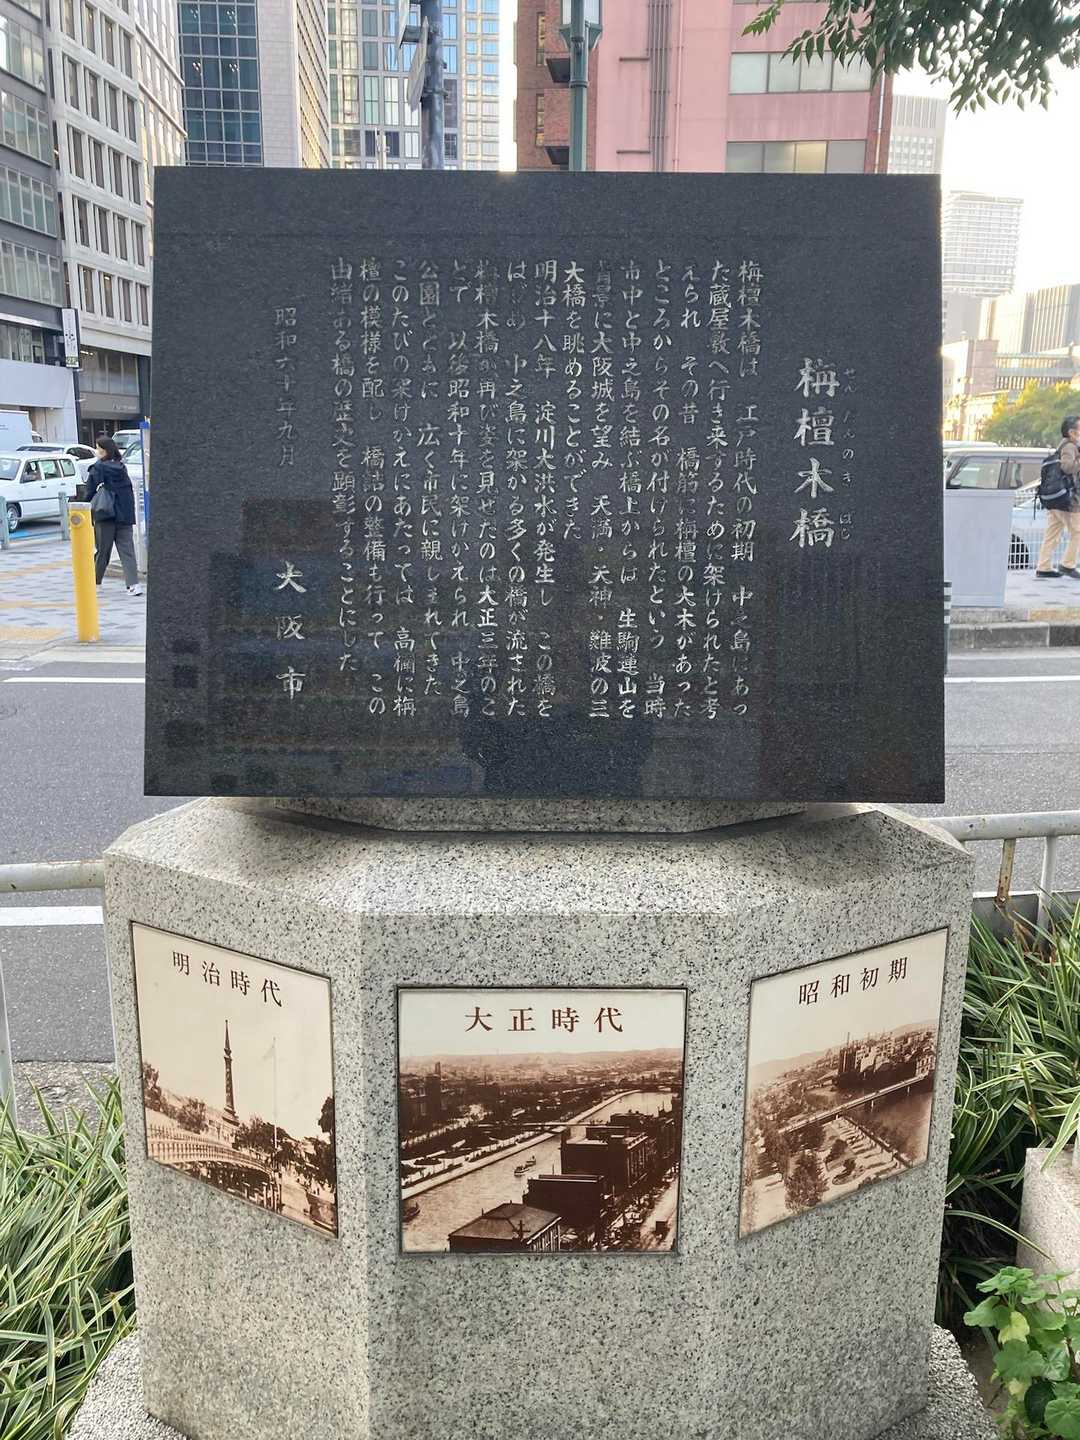 栴檀木橋
せんだんのき ばし
栴檀木橋は 江戸時代の初期 中之島にあっ
た蔵屋敷へ行き来するために架けられたと考
えられ その昔 橋筋に栴檀の大木があった
ところからその名が付けられたという 当時
市中と中之島を結ぶ橋上からは 生駒連山を
背景に大阪城を望み 天満・天神・難波の三
大橋を眺めることができた
明治十八年 淀川大洪水が発生し この橋を
はじめ 中之島に架かる多くの橋が流された
栴檀木橋が再び姿を見せたのは大正三年のこ
とで 以後昭和十年に架けかえられ 中之島
公園とともに 広く市民に親しまれてきた
このたびの架けかえにあたっては 高欄に栴
檀の模様を配し 橋詰の整備も行って この
由緒ある橋の歴史を顕彰することにした
昭和六十年九月
大阪市
明治時代
大正時代
昭和初期